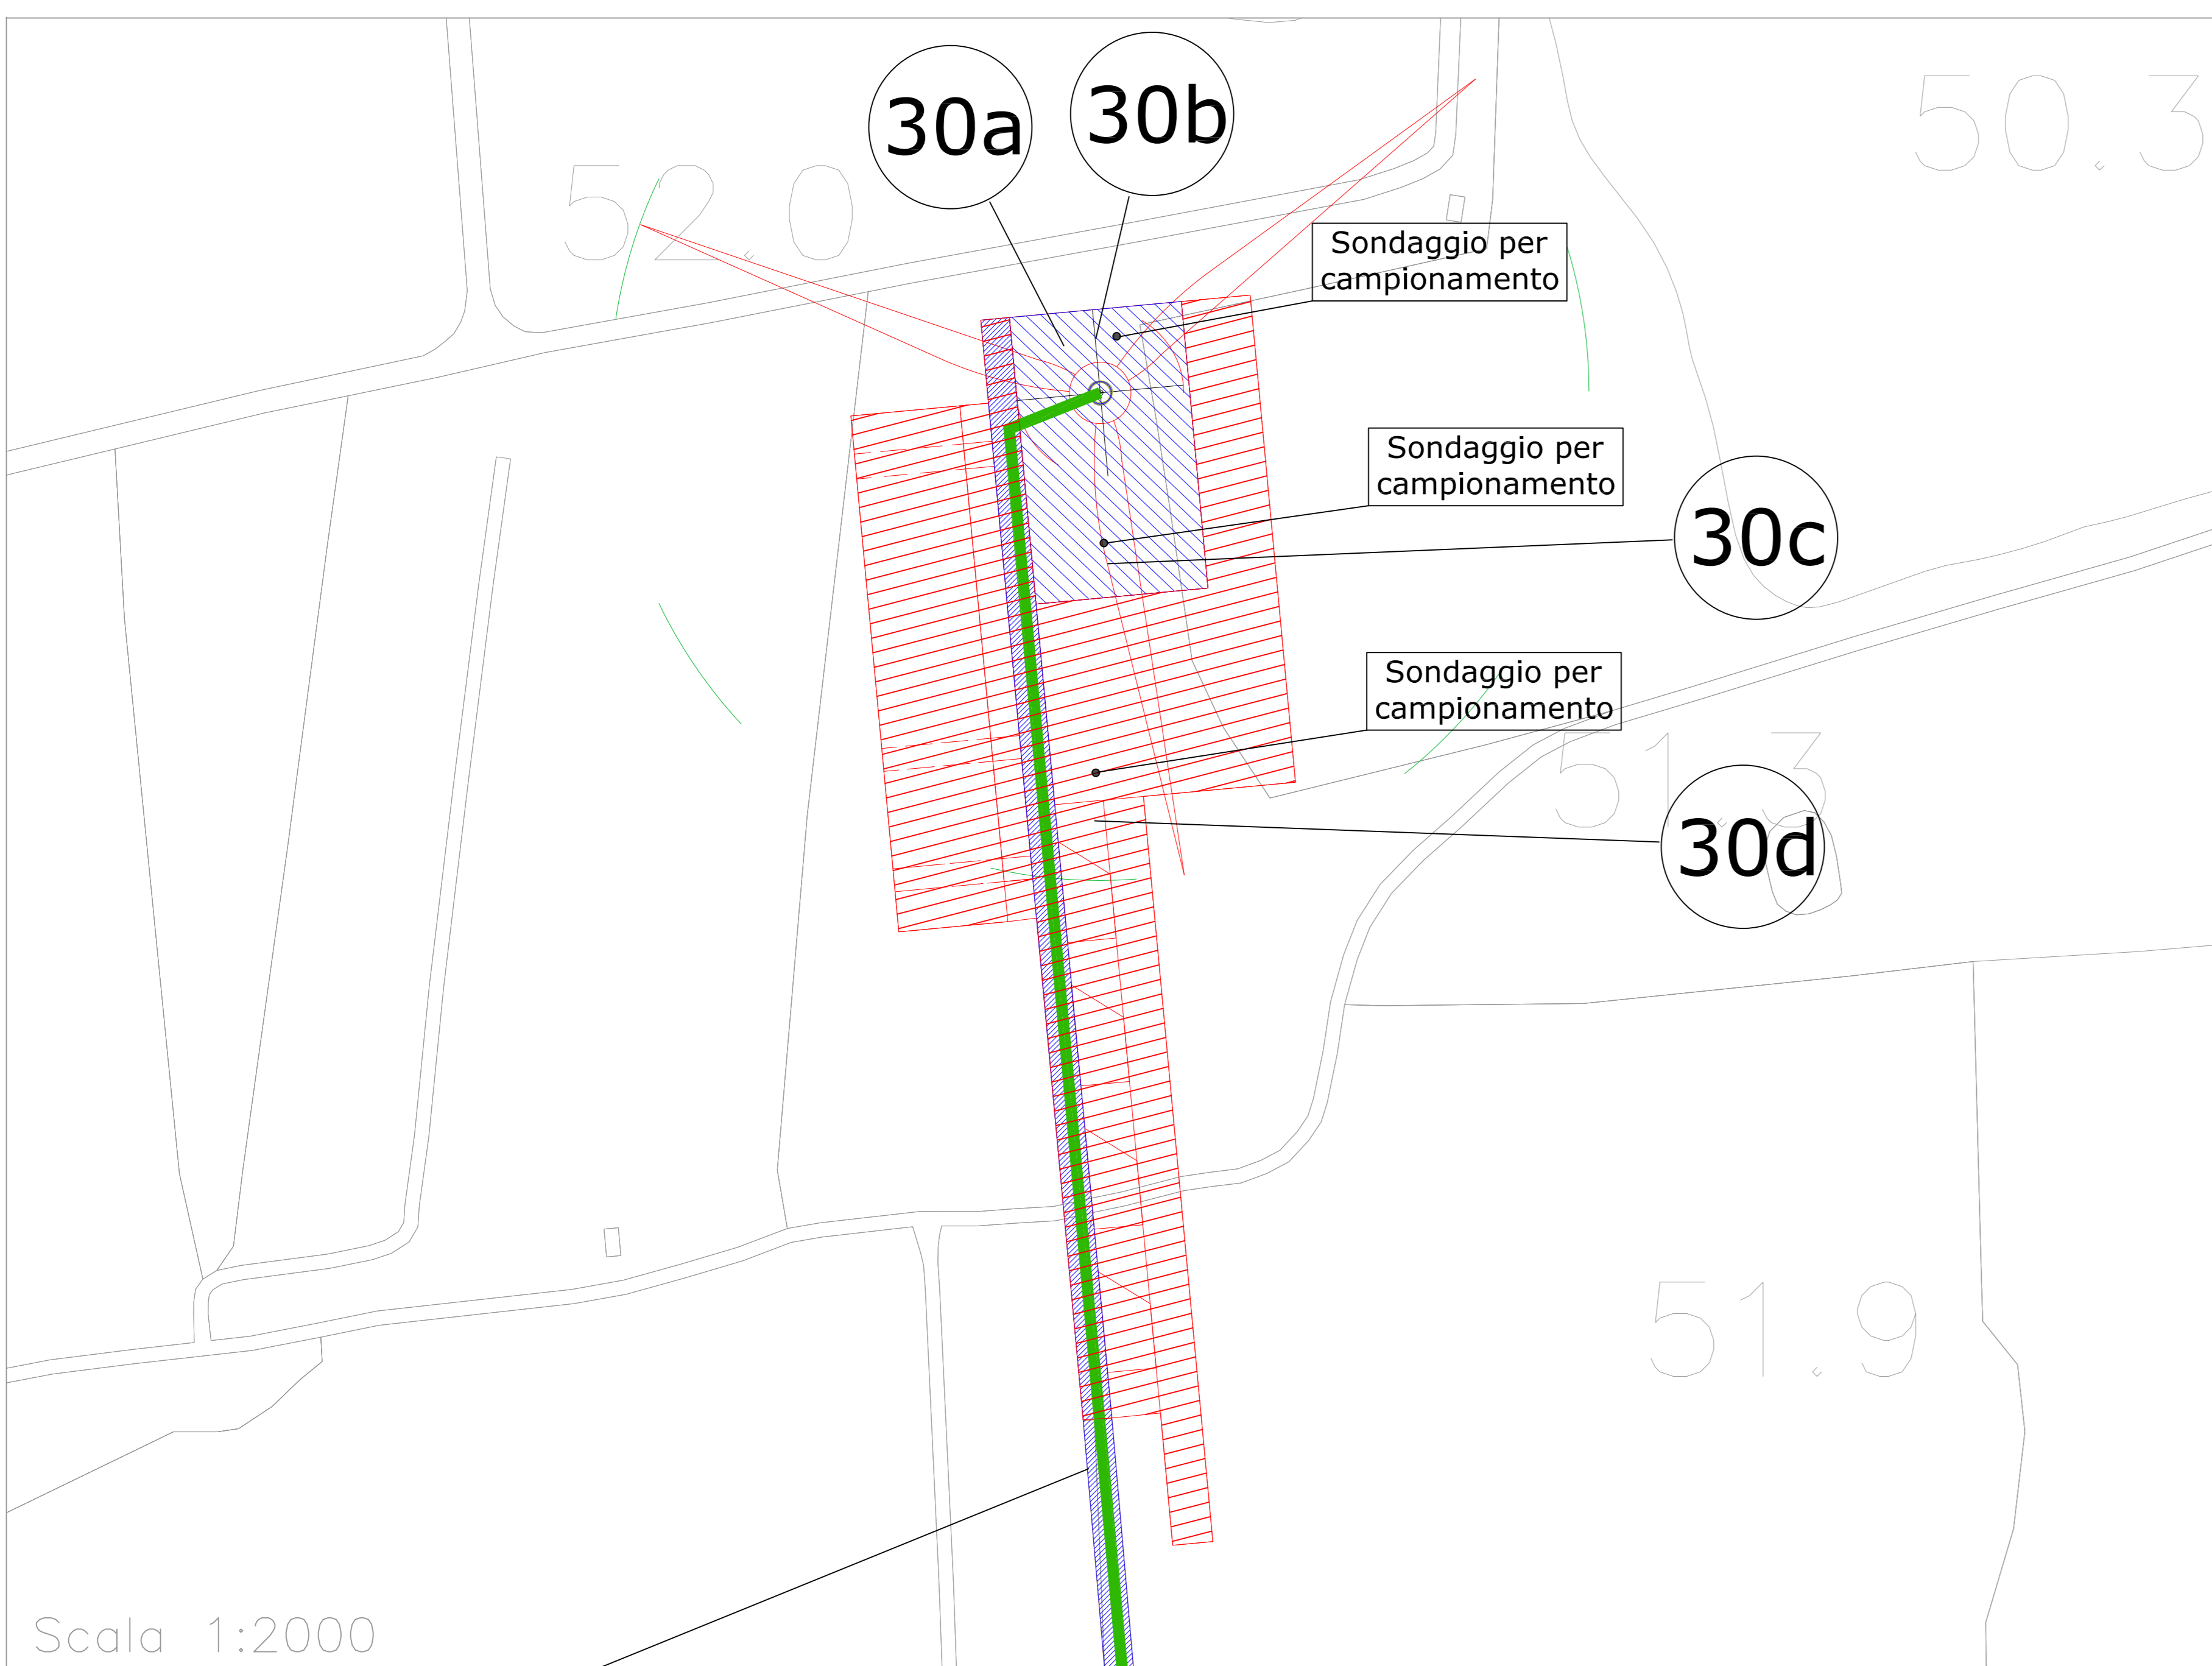 30a
30b
50.3
52.0
Sondaggio per
campionamento
Sondaggio per
campionamento
30c
Sondaggio per
campionamento
51.3
30d
51.9
Scala 1:2000